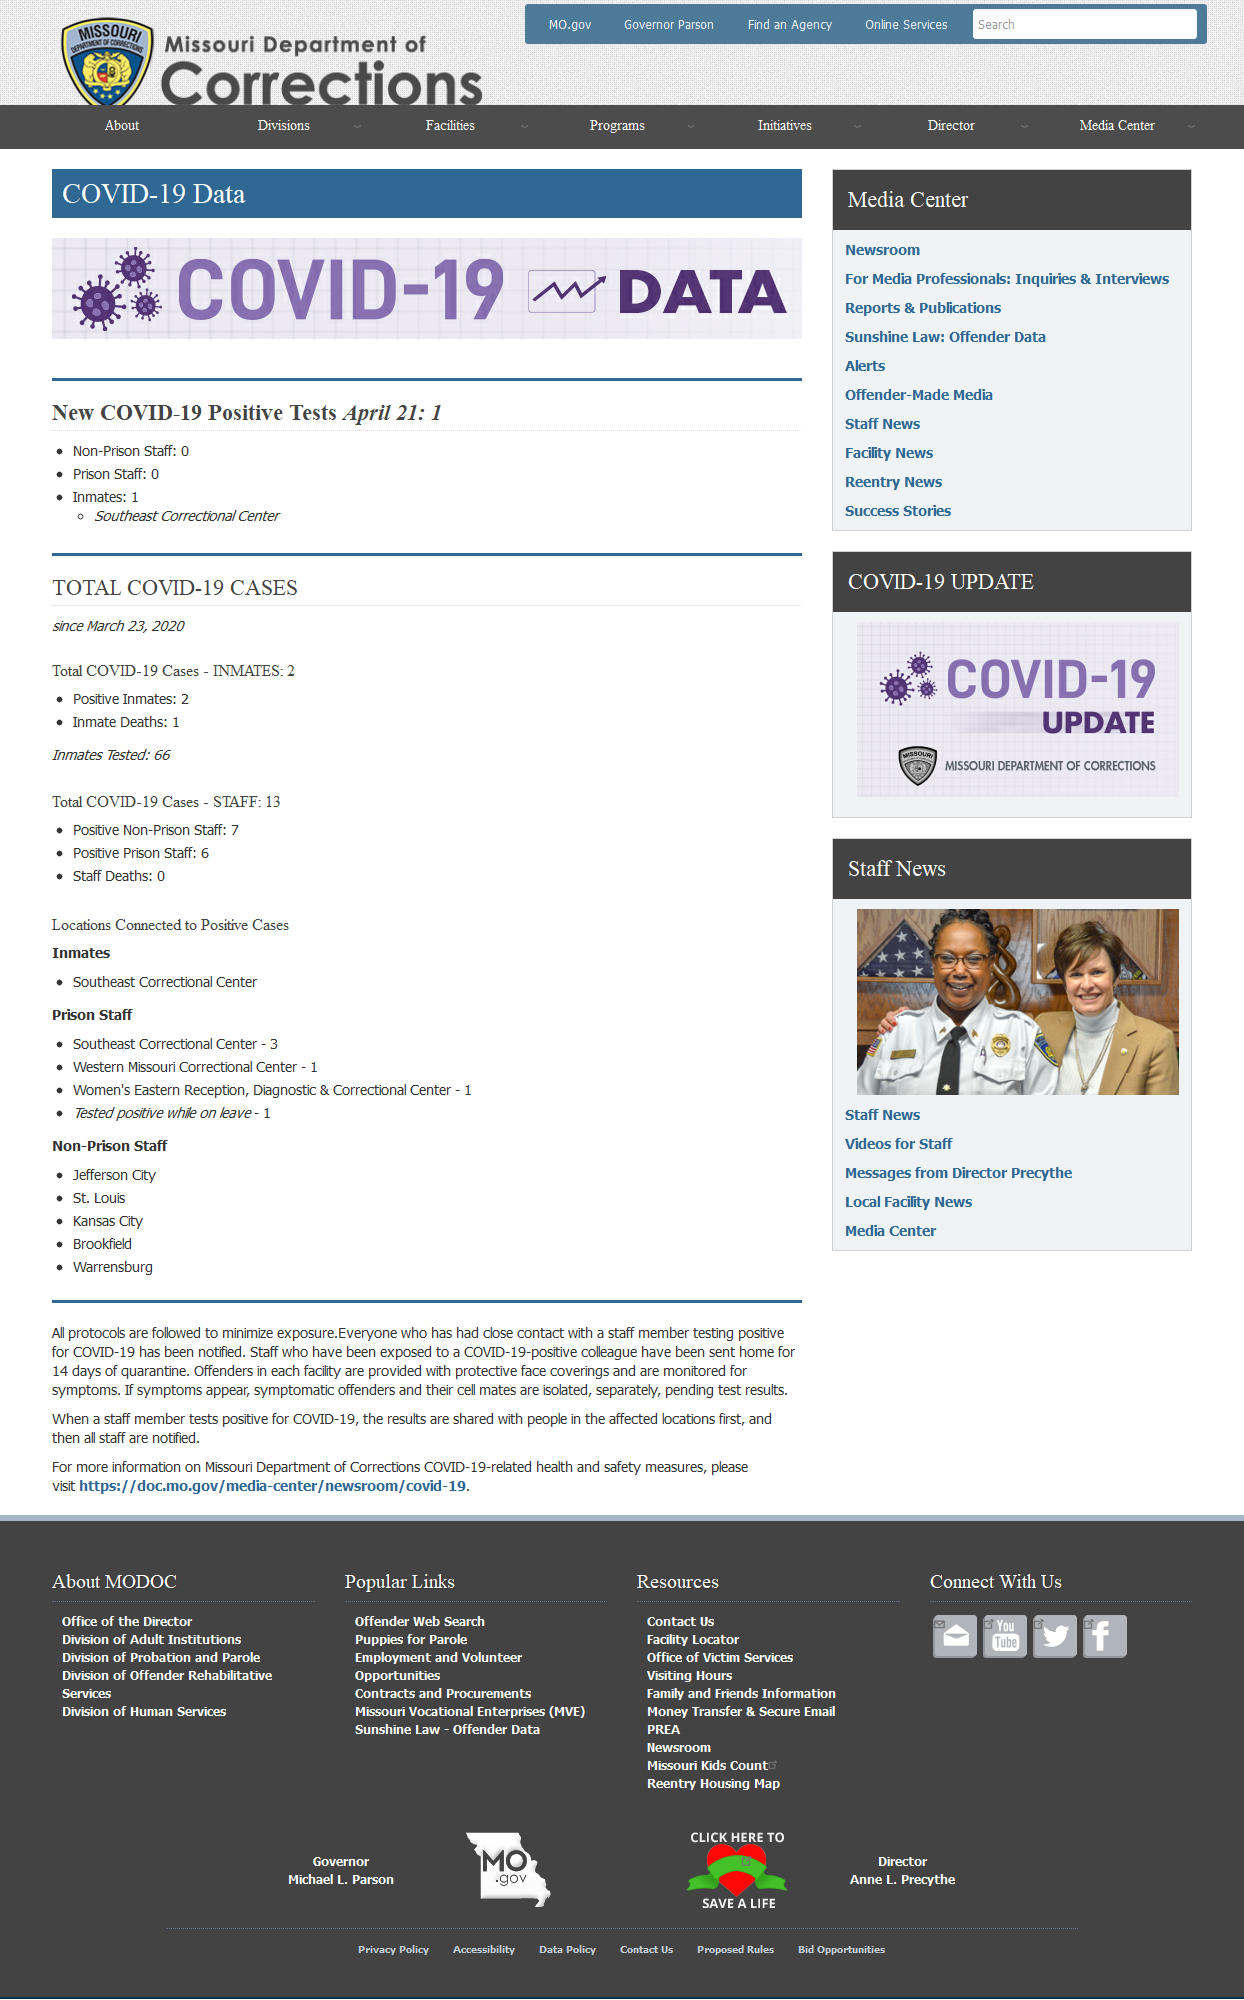 MISSOURI
DEPARTMENT OF CORRECTIONS
Missouri Department of
Corrections
MO.gov Governor Parson Find an Agency Online Services Search
About Divisions Facilities Programs Initiatives Director Media Center
COVID-19 Data
COVID-19 DATA
New COVID-19 Positive Tests April 21: 1
• Non-Prison Staff: 0
• Prison Staff: 0
• Inmates: 1
◦ Southeast Correctional Center
TOTAL COVID-19 CASES
since March 23, 2020
Total COVID-19 Cases - INMATES: 2
• Positive Inmates: 2
• Inmate Deaths: 1
Inmates Tested: 66
Total COVID-19 Cases - STAFF: 13
• Positive Non-Prison Staff: 7
• Positive Prison Staff: 6
• Staff Deaths: 0
Locations Connected to Positive Cases
Inmates
• Southeast Correctional Center
Prison Staff
• Southeast Correctional Center - 3
• Western Missouri Correctional Center - 1
• Women's Eastern Reception, Diagnostic & Correctional Center - 1
• Tested positive while on leave - 1
Non-Prison Staff
• Jefferson City
• St. Louis
• Kansas City
• Brookfield
• Warrensburg
All protocols are followed to minimize exposure.Everyone who has had close contact with a staff member testing positive
for COVID-19 has been notified. Staff who have been exposed to a COVID-19-positive colleague have been sent home for
14 days of quarantine. Offenders in each facility are provided with protective face coverings and are monitored for
symptoms. If symptoms appear, symptomatic offenders and their cell mates are isolated, separately, pending test results.
When a staff member tests positive for COVID-19, the results are shared with people in the affected locations first, and
then all staff are notified.
For more information on Missouri Department of Corrections COVID-19-related health and safety measures, please
visit https://doc.mo.gov/media-center/newsroom/covid-19.
Media Center
Newsroom
For Media Professionals: Inquiries & Interviews
Reports & Publications
Sunshine Law: Offender Data
Alerts
Offender-Made Media
Staff News
Facility News
Reentry News
Success Stories
COVID-19 UPDATE
COVID-19
UPDATE
MISSOURI
MISSOURI DEPARTMENT OF CORRECTIONS
Staff News
Staff News
Videos for Staff
Messages from Director Precythe
Local Facility News
Media Center
About MODOC
Office of the Director
Division of Adult Institutions
Division of Probation and Parole
Division of Offender Rehabilitative
Services
Division of Human Services
Popular Links
Offender Web Search
Puppies for Parole
Employment and Volunteer
Opportunities
Contracts and Procurements
Missouri Vocational Enterprises (MVE)
Sunshine Law - Offender Data
Resources
Contact Us
Facility Locator
Office of Victim Services
Visiting Hours
Family and Friends Information
Money Transfer & Secure Email
PREA
Newsroom
Missouri Kids Count
Reentry Housing Map
Connect With Us
You
Tube
Governor
Michael L. Parson
MO
.gov
CLICK HERE TO
SAVE A LIFE
Director
Anne L. Precythe
Privacy Policy Accessibility Data Policy Contact Us Proposed Rules Bid Opportunities